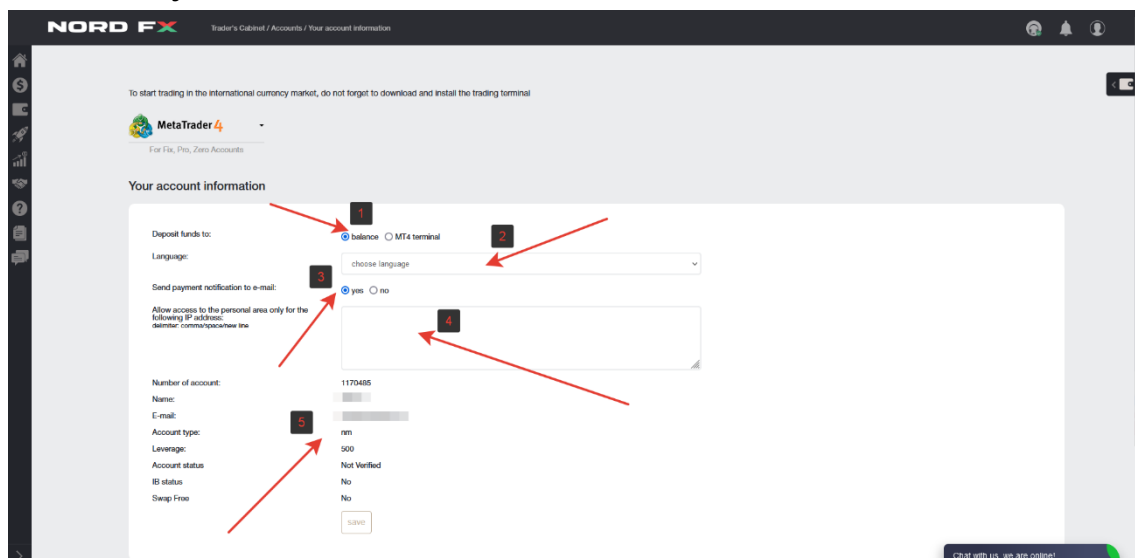 NORD FX
Trader's Cabinet / Accounts / Your account information
To start trading in the international currency market, do not forget to download and install the trading terminal
MetaTrader 4
For Fix, Pro, Zero Accounts
Your account information
1
Deposit funds to: balance MT4 terminal
2
Language: choose language
3
Send payment notification to e-mail: yes no
Allow access to the personal area only for the
following IP address:
delimiter: comma/space/new line
4
Number of account: 1170485
Name:
E-mail:
5
Account type: nm
Leverage: 500
Account status Not Verified
IB status No
Swap Free No
save
Chat with us, we are online!